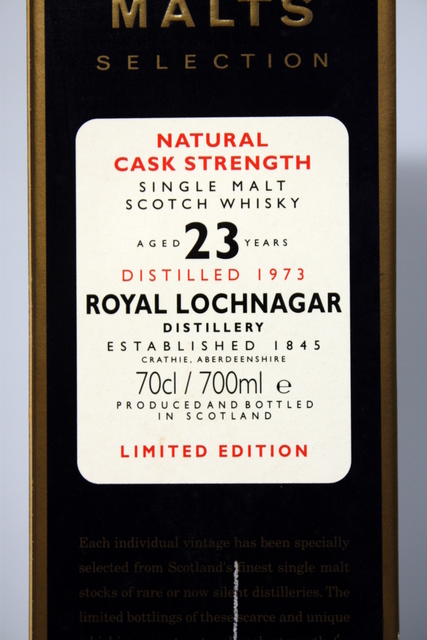 MALTS
SELECTION
NATURAL
CASK STRENGTH
SINGLE MALT
SCOTCH WHISKY
AGED 23 YEARS
DISTILLED 1973
ROYAL LOCHNAGAR
DISTILLERY
ESTABLISHED 1845
CRATHIE, ABERDEENSHIRE
70cl / 700ml e
PRODUCED AND BOTTLED
IN SCOTLAND
LIMITED EDITION
Each individual vintage has been specially
selected from Scotland's finest single malt
stocks of rare or now silent distilleries. The
limited bottlings of these scarce and unique